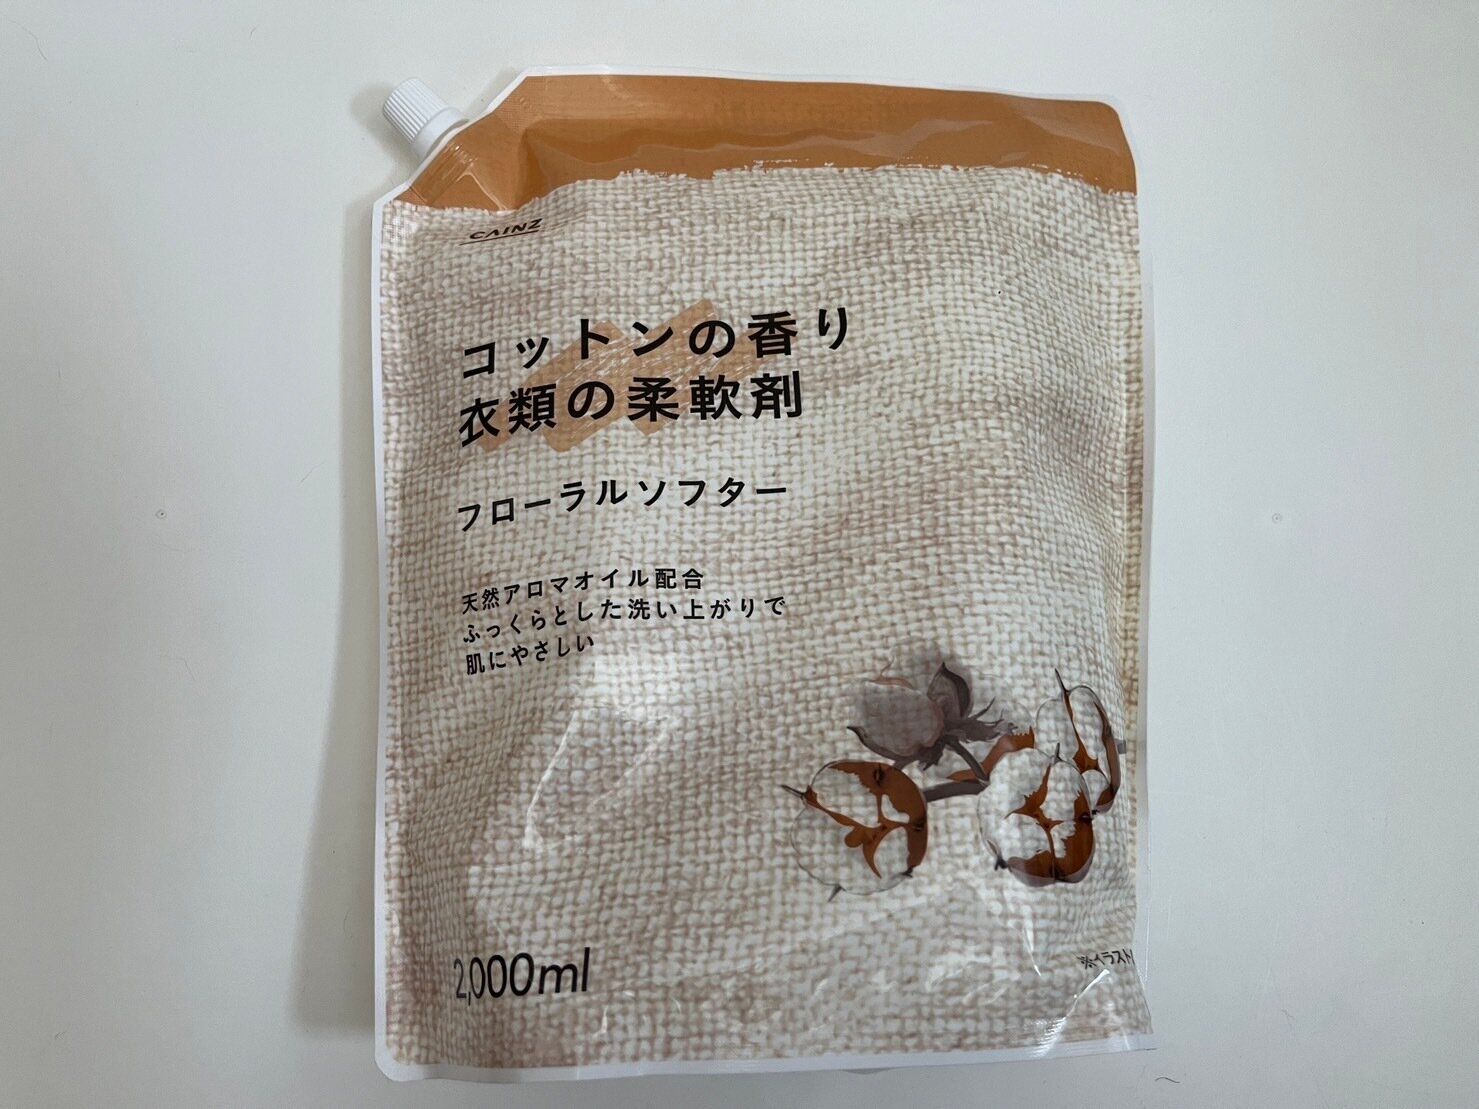 CAINZ
コットンの香り
衣類の柔軟剤
フローラルソフター
天然アロマオイル配合
ふっくらとした洗い上がりで
肌にやさしい
2,000ml
※イラスト